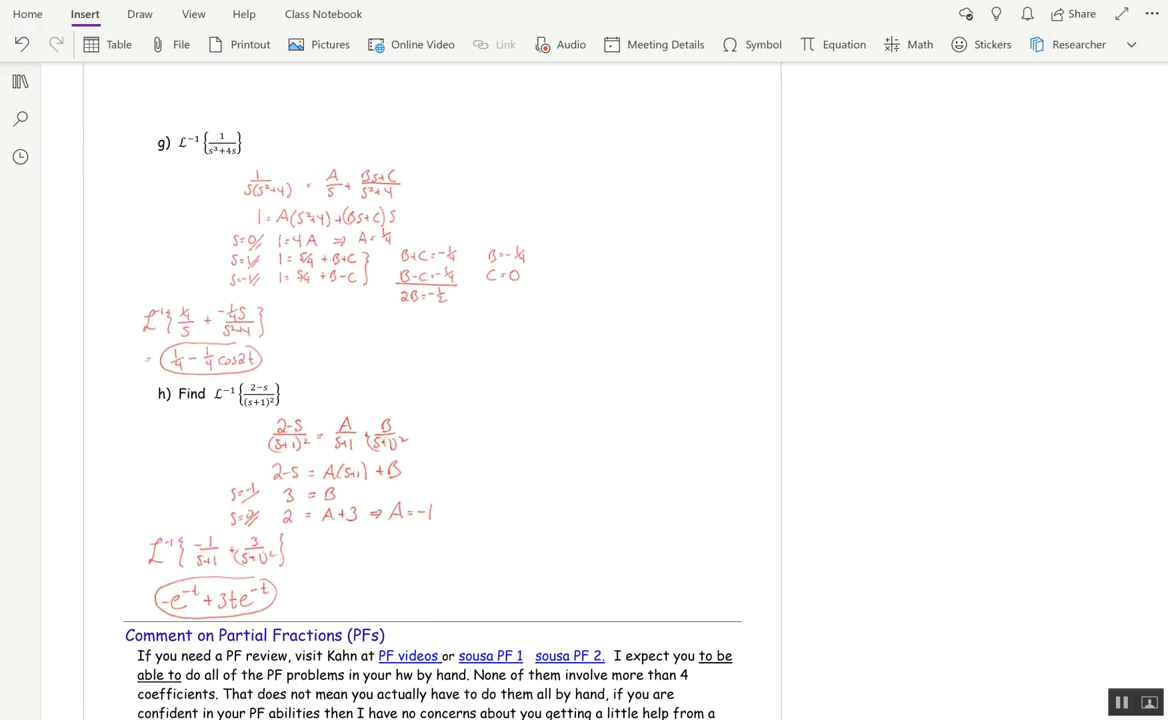 Home Insert Draw View Help Class Notebook Share
Table File Printout Pictures Online Video Link Audio Meeting Details Symbol Equation Math Stickers Researcher
g) ℒ⁻¹ {1/(s³+4s)}
1/(s(s²+4)) = A/s + (Bs+C)/(s²+4)
1 = A(s²+4) + (Bs+C)s
s=0// 1=4A ⇒ A=1/4
s=1// 1 = 5/4 + B+C } B+C=-1/4 B=-1/4
s=-1// 1 = 5/4 + B-C } B-C=-1/4 C=0
2B=-1/2
ℒ⁻¹{ (1/4)/s + (-1/4 s)/(s²+4) }
= 1/4 - 1/4 cos2t
h) Find ℒ⁻¹ {(2-s)/(s+1)²}
(2-s)/(s+1)² = A/(s+1) + B/(s+1)²
2-s = A(s+1) + B
s=-1// 3 = B
s=0// 2 = A+3 ⇒ A=-1
ℒ⁻¹{ -1/(s+1) + 3/(s+1)² }
-e^-t + 3te^-t
Comment on Partial Fractions (PFs)
If you need a PF review, visit Kahn at PF videos or sousa PF 1 sousa PF 2. I expect you to be
able to do all of the PF problems in your hw by hand. None of them involve more than 4
coefficients. That does not mean you actually have to do them all by hand, if you are
confident in your PF abilities then I have no concerns about you getting a little help from a